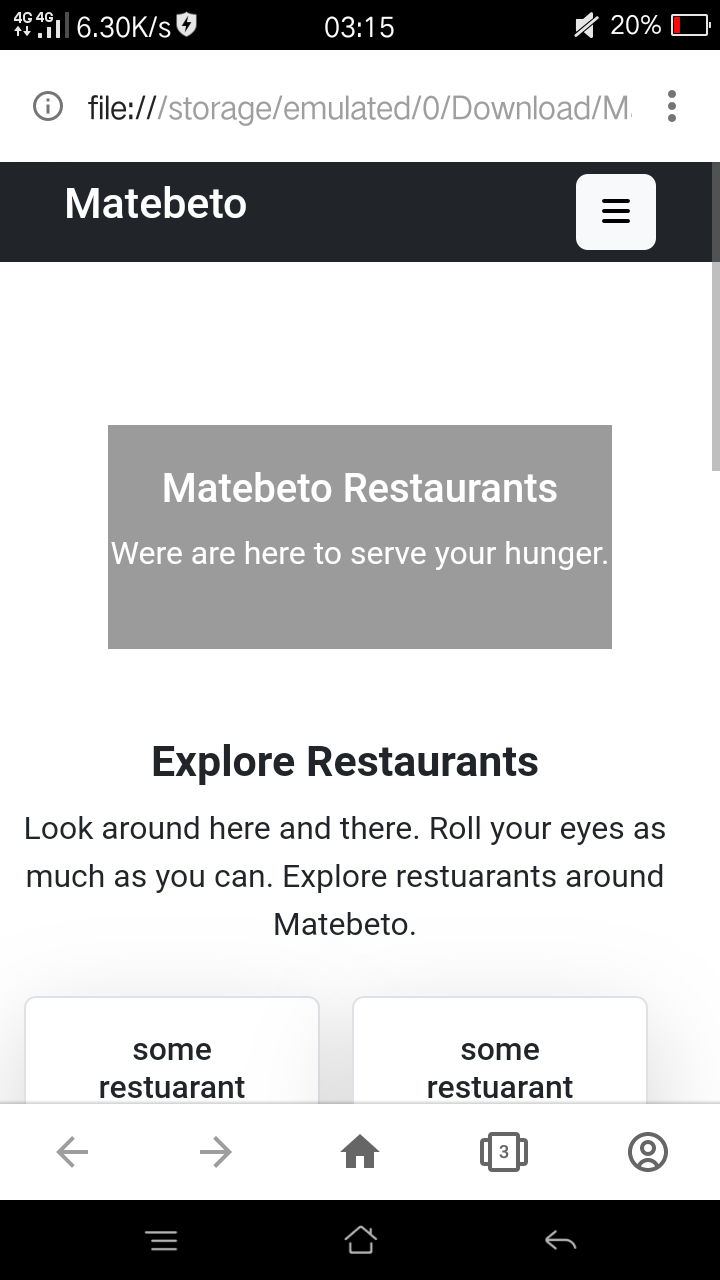 4G 4G 6.30K/s 03:15 20%
file:///storage/emulated/0/Download/M
Matebeto
Matebeto Restaurants
Were are here to serve your hunger.
Explore Restaurants
Look around here and there. Roll your eyes as
much as you can. Explore restuarants around
Matebeto.
some some
restuarant restuarant
3